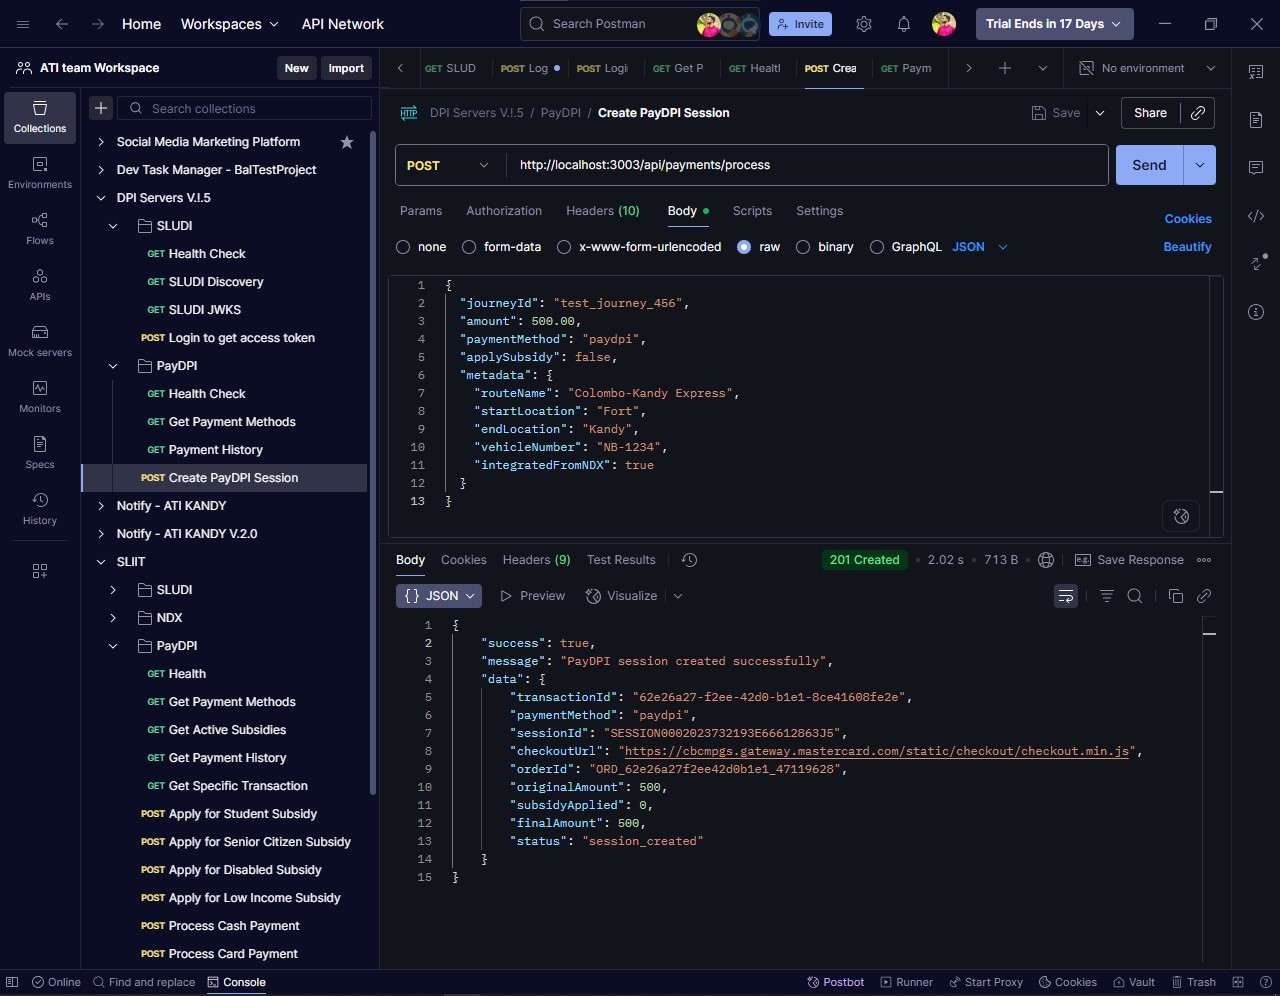 Home
Workspaces
API Network
Search Postman
Invite
Trial Ends in 17 Days
ATI team Workspace
New
Import
GET SLUD
POST Log
POST Logi
GET Get P
GET Healt
POST Crea
GET Paym
No environment
Collections
Environments
Flows
APIs
Mock servers
Monitors
Specs
History
Search collections
Social Media Marketing Platform
Dev Task Manager - BalTestProject
DPI Servers V.!.5
SLUDI
GET Health Check
GET SLUDI Discovery
GET SLUDI JWKS
POST Login to get access token
PayDPI
GET Health Check
GET Get Payment Methods
GET Payment History
POST Create PayDPI Session
Notify - ATI KANDY
Notify - ATI KANDY V.2.0
SLIIT
SLUDI
NDX
PayDPI
GET Health
GET Get Payment Methods
GET Get Active Subsidies
GET Get Payment History
GET Get Specific Transaction
POST Apply for Student Subsidy
POST Apply for Senior Citizen Subsidy
POST Apply for Disabled Subsidy
POST Apply for Low Income Subsidy
POST Process Cash Payment
POST Process Card Payment
HTTP DPI Servers V.!.5 / PayDPI / Create PayDPI Session
Save
Share
POST http://localhost:3003/api/payments/process
Send
Params Authorization Headers (10) Body Scripts Settings
Cookies
none form-data x-www-form-urlencoded raw binary GraphQL JSON
Beautify
1 {
2 "journeyId": "test_journey_456",
3 "amount": 500.00,
4 "paymentMethod": "paydpi",
5 "applySubsidy": false,
6 "metadata": {
7 "routeName": "Colombo-Kandy Express",
8 "startLocation": "Fort",
9 "endLocation": "Kandy",
10 "vehicleNumber": "NB-1234",
11 "integratedFromNDX": true
12 }
13 }
Body Cookies Headers (9) Test Results
201 Created • 2.02 s • 713 B •
e.g. Save Response
{} JSON
Preview
Visualize
1 {
2 "success": true,
3 "message": "PayDPI session created successfully",
4 "data": {
5 "transactionId": "62e26a27-f2ee-42d0-b1e1-8ce41608fe2e",
6 "paymentMethod": "paydpi",
7 "sessionId": "SESSION0002023732193E66612863J5",
8 "checkoutUrl": "https://cbcmpgs.gateway.mastercard.com/static/checkout/checkout.min.js",
9 "orderId": "ORD_62e26a27f2ee42d0b1e1_47119628",
10 "originalAmount": 500,
11 "subsidyApplied": 0,
12 "finalAmount": 500,
13 "status": "session_created"
14 }
15 }
Online
Find and replace
Console
Postbot
Runner
Start Proxy
Cookies
Vault
Trash